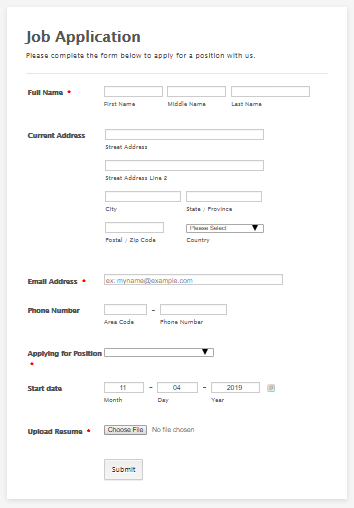 Job Application
Please complete the form below to apply for a position with us.
Full Name *
First Name Middle Name Last Name
Current Address
Street Address
Street Address Line 2
City State / Province
Please Select
Postal / Zip Code Country
Email Address * ex: myname@example.com
Phone Number -
Area Code Phone Number
Applying for Position
*
Start date 11 - 04 - 2019
Month Day Year
Upload Resume * Choose File No file chosen
Submit